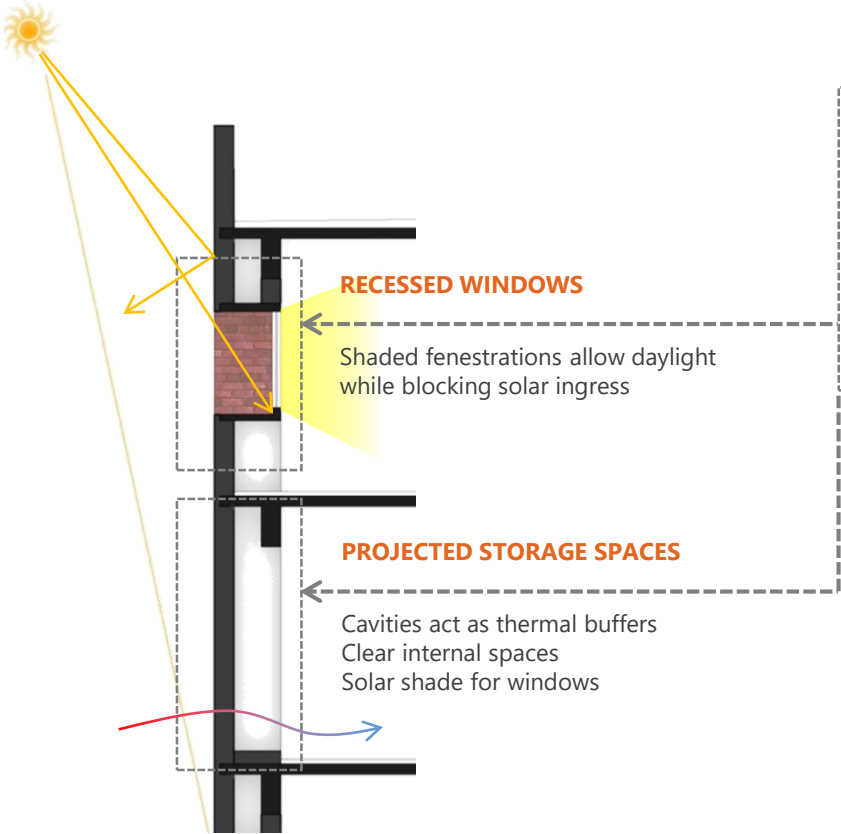 RECESSED WINDOWS
Shaded fenestrations allow daylight
while blocking solar ingress
PROJECTED STORAGE SPACES
Cavities act as thermal buffers
Clear internal spaces
Solar shade for windows